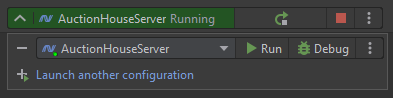 AuctionHouseServer Running
AuctionHouseServer Run Debug
Launch another configuration